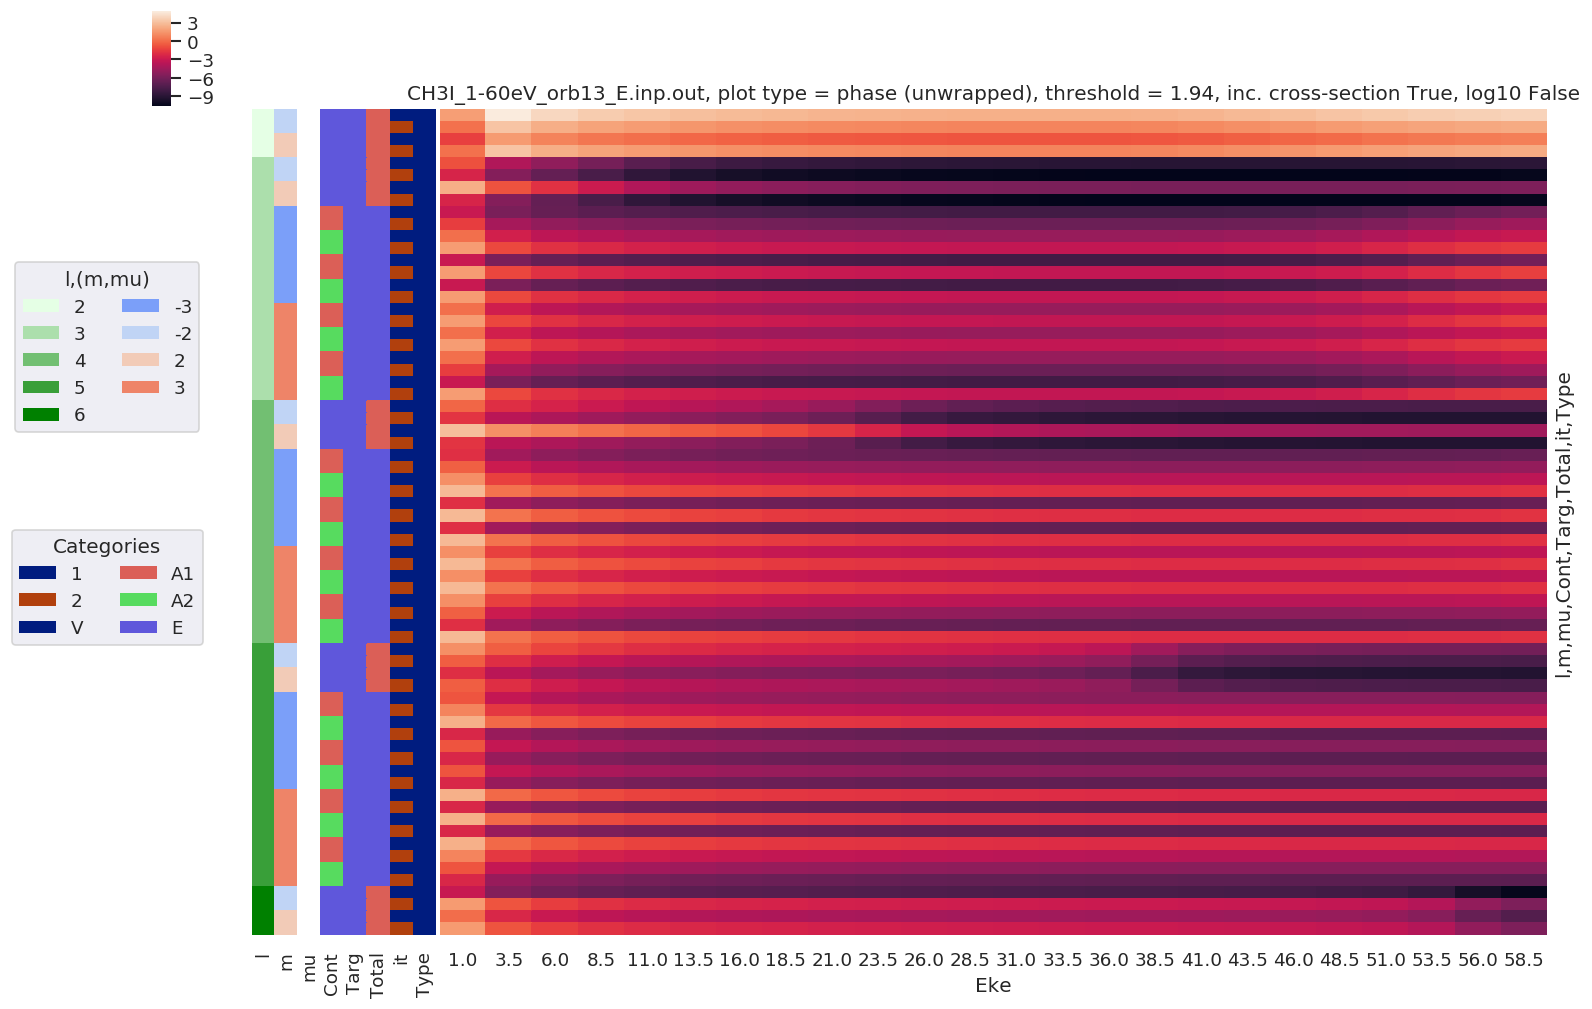 3
0
−3
−6
−9
CH3I_1-60eV_orb13_E.inp.out, plot type = phase (unwrapped), threshold = 1.94, inc. cross-section True, log10 False
l,(m,mu)
2 -3
3 -2
4 2
5 3
6
Categories
1 A1
2 A2
V E
l,m,mu,Cont,Targ,Total,it,Type
l m mu Cont Targ Total it Type
1.0 3.5 6.0 8.5 11.0 13.5 16.0 18.5 21.0 23.5 26.0 28.5 31.0 33.5 36.0 38.5 41.0 43.5 46.0 48.5 51.0 53.5 56.0 58.5
Eke